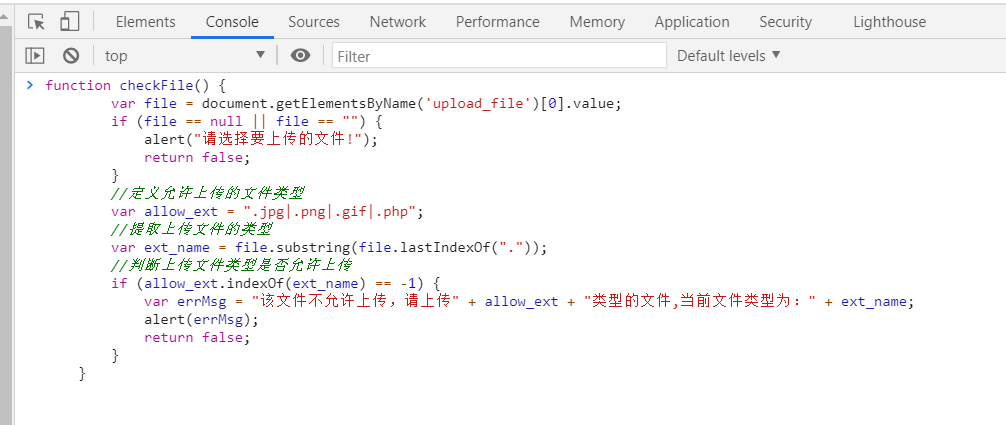 Elements Console Sources Network Performance Memory Application Security Lighthouse
top Filter Default levels
function checkFile() {
var file = document.getElementsByName('upload_file')[0].value;
if (file == null || file == "") {
alert("请选择要上传的文件!");
return false;
}
//定义允许上传的文件类型
var allow_ext = ".jpg|.png|.gif|.php";
//提取上传文件的类型
var ext_name = file.substring(file.lastIndexOf("."));
//判断上传文件类型是否允许上传
if (allow_ext.indexOf(ext_name) == -1) {
var errMsg = "该文件不允许上传，请上传" + allow_ext + "类型的文件,当前文件类型为：" + ext_name;
alert(errMsg);
return false;
}
}